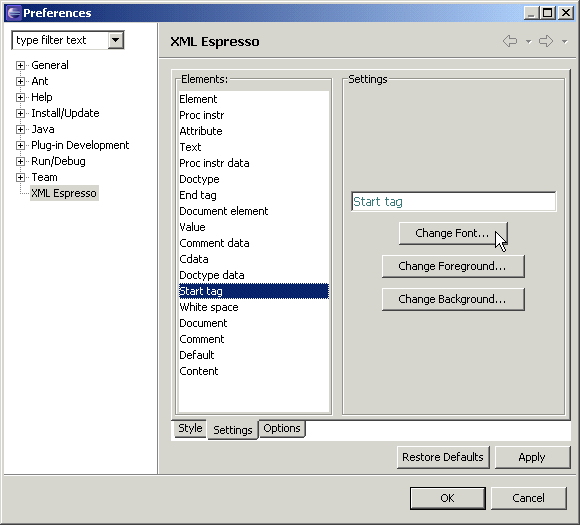 Preferences
type filter text
General
Ant
Help
Install/Update
Java
Plug-in Development
Run/Debug
Team
XML Espresso
XML Espresso
Elements:
Element
Proc instr
Attribute
Text
Proc instr data
Doctype
End tag
Document element
Value
Comment data
Cdata
Doctype data
Start tag
White space
Document
Comment
Default
Content
Settings
Start tag
Change Font...
Change Foreground...
Change Background...
Style Settings Options
Restore Defaults Apply
OK Cancel